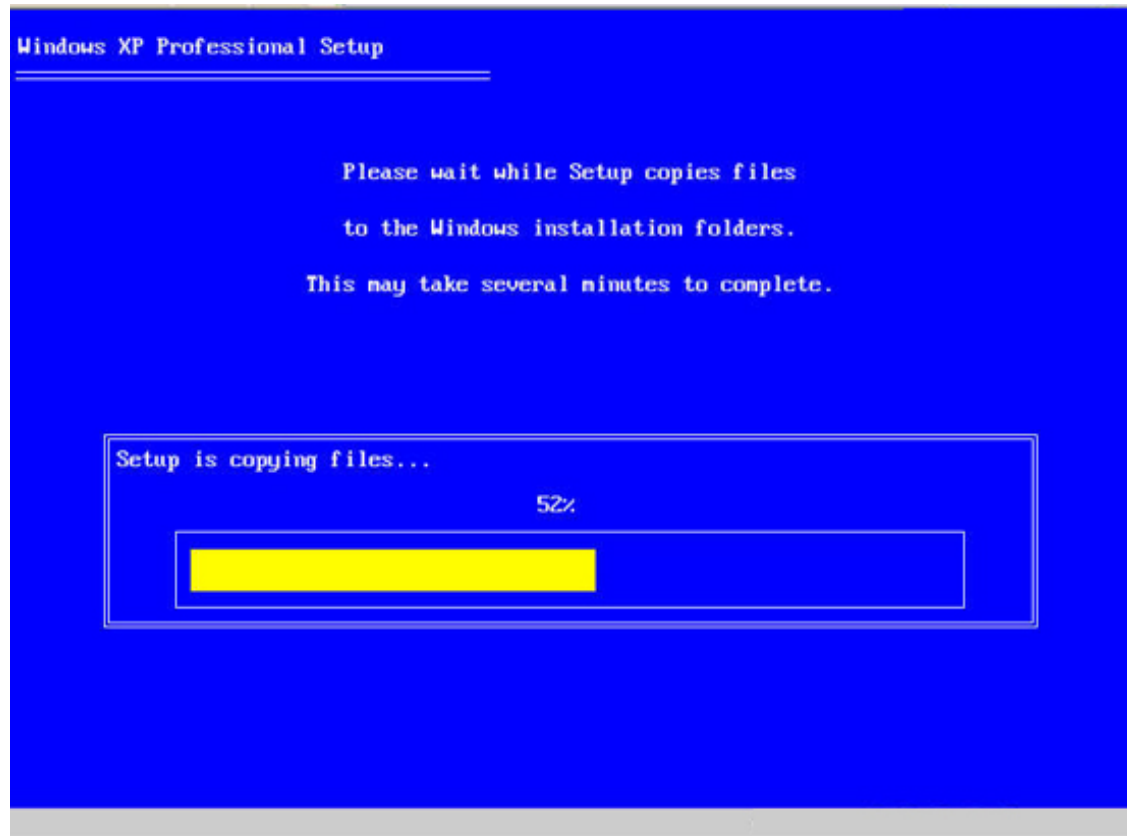 Windows XP Professional Setup
Please wait while Setup copies files
to the Windows installation folders.
This may take several minutes to complete.
Setup is copying files...
52%